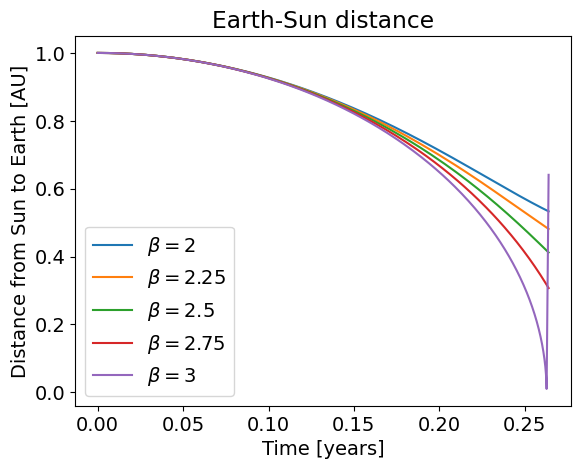 Earth-Sun distance
Distance from Sun to Earth [AU]
1.0
0.8
0.6
0.4
0.2
0.0
β = 2
β = 2.25
β = 2.5
β = 2.75
β = 3
0.00 0.05 0.10 0.15 0.20 0.25
Time [years]